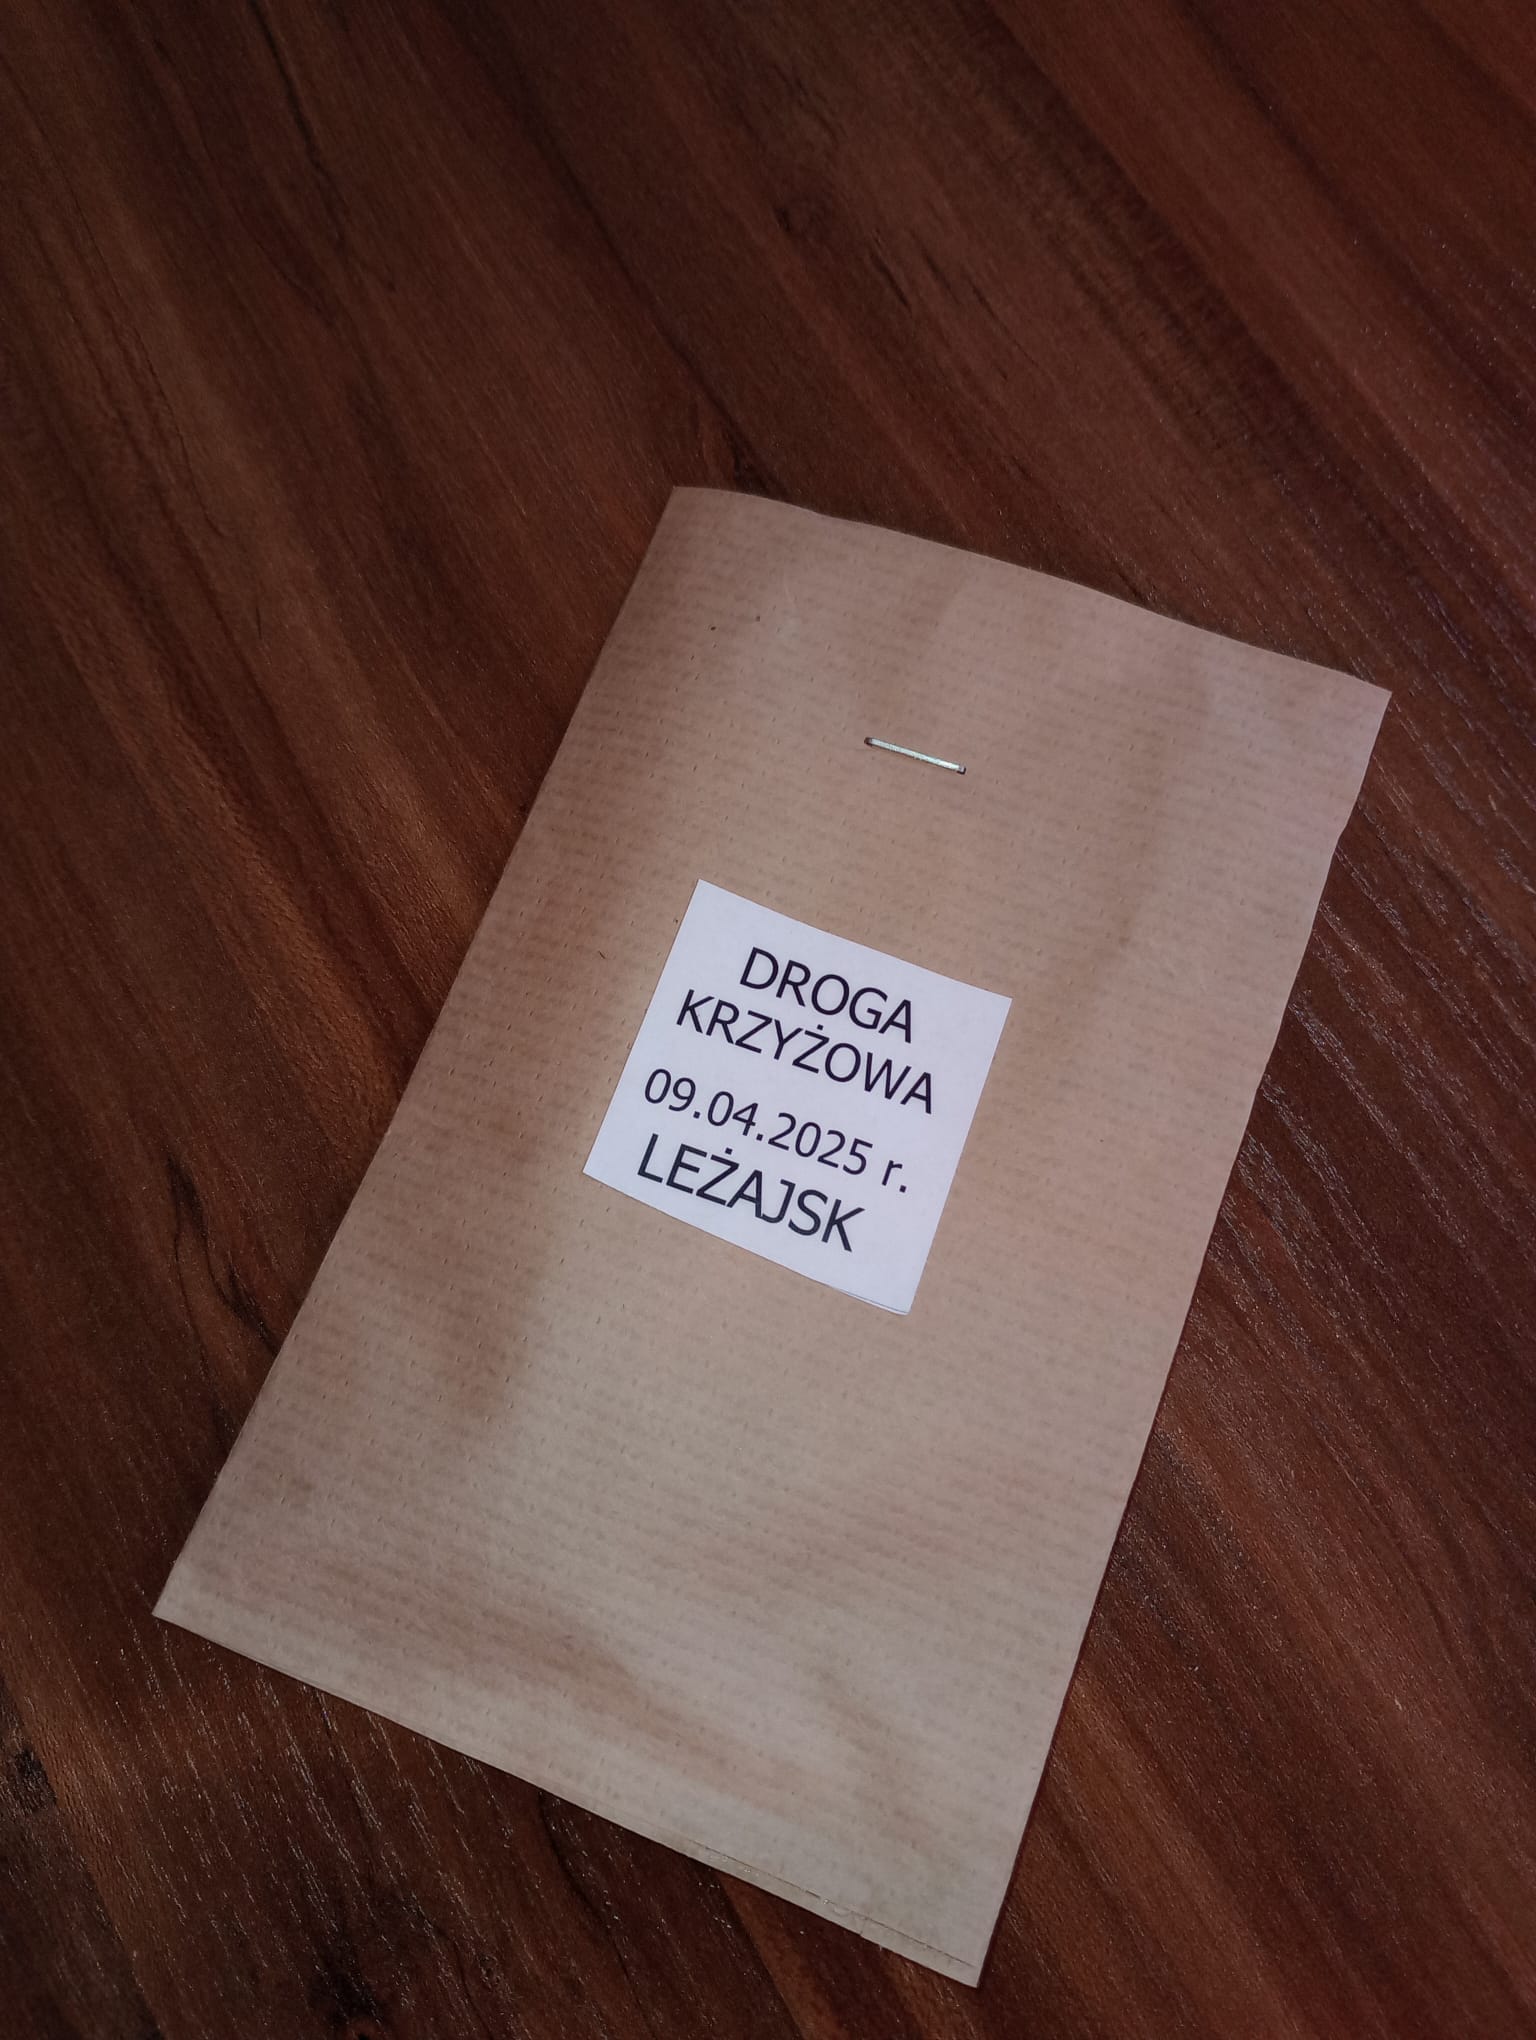 DROGA
KRZYŻOWA
09.04.2025 r.
LEŻAJSK